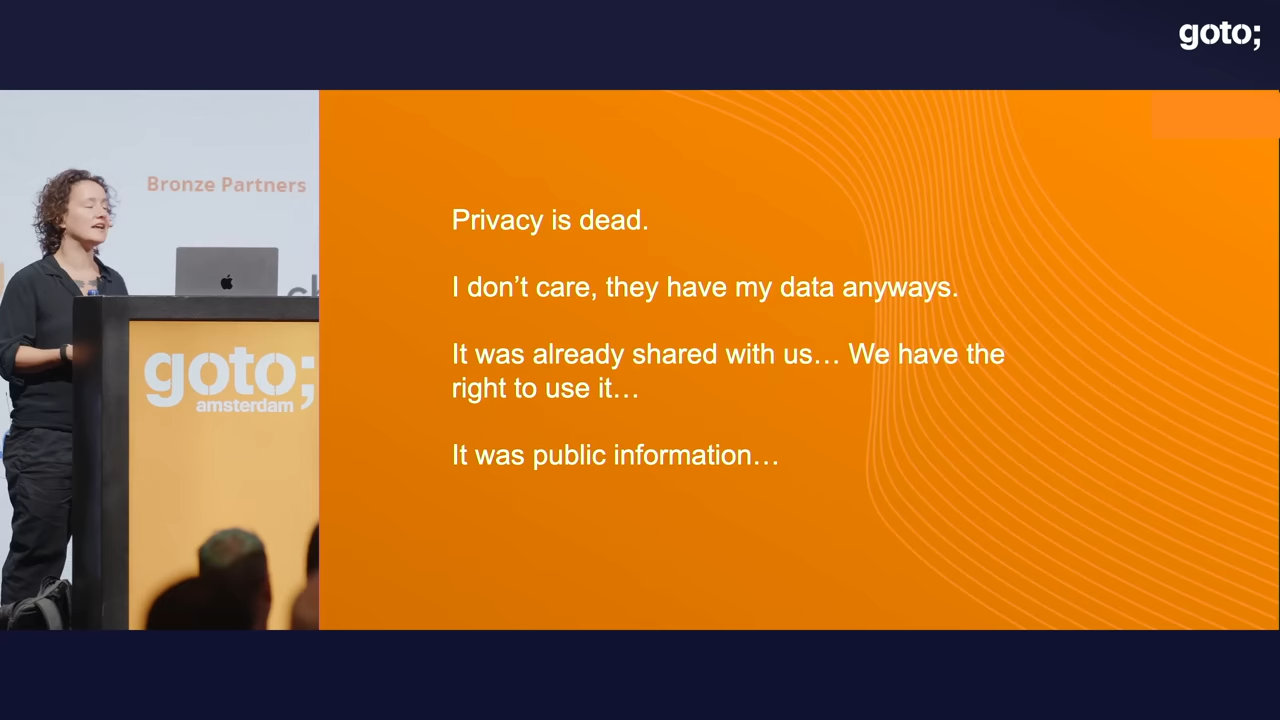 goto;
Bronze Partners
goto;
amsterdam
Privacy is dead.
I don’t care, they have my data anyways.
It was already shared with us… We have the
right to use it…
It was public information…